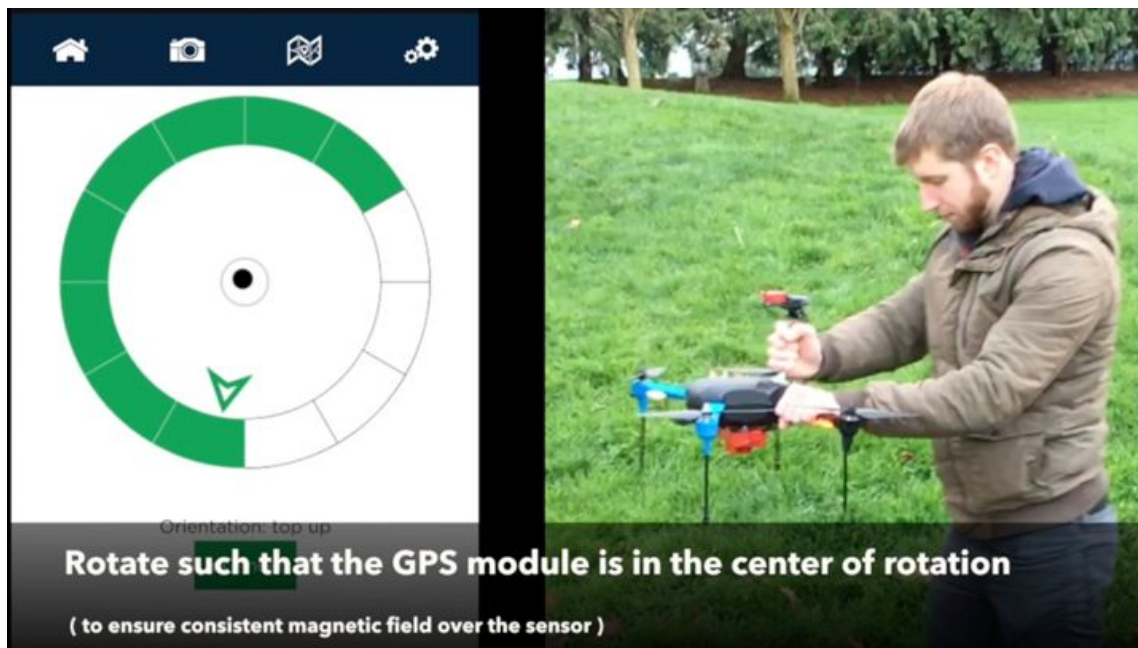 Orientation: top up
Rotate such that the GPS module is in the center of rotation
( to ensure consistent magnetic field over the sensor )